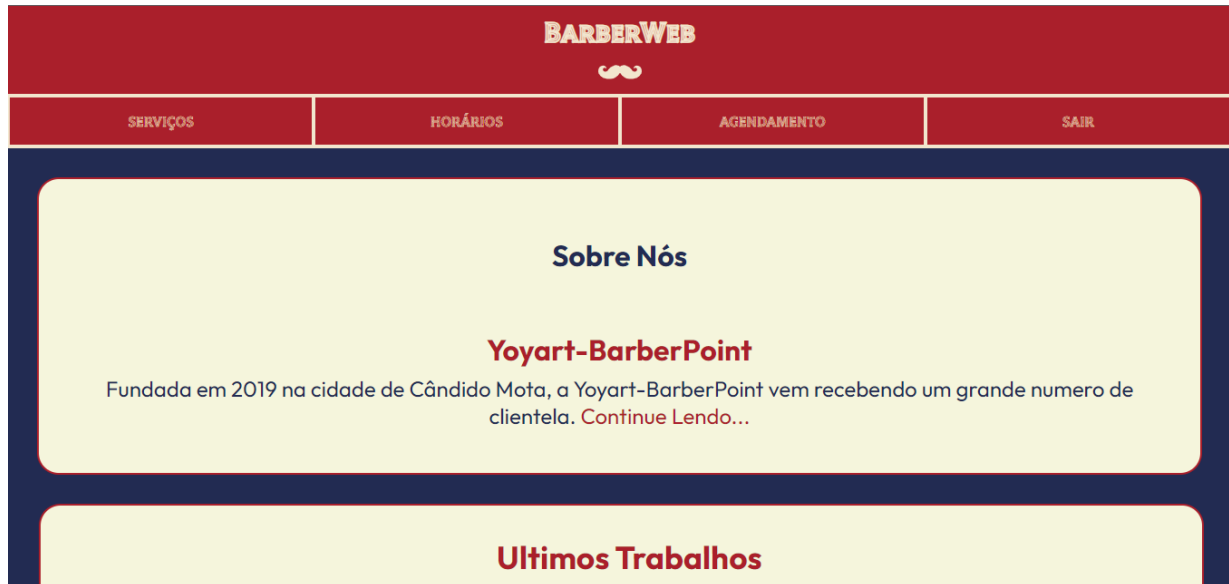 BARBERWEB
SERVIÇOS
HORÁRIOS
AGENDAMENTO
SAIR
Sobre Nós
Yoyart-BarberPoint
Fundada em 2019 na cidade de Cândido Mota, a Yoyart-BarberPoint vem recebendo um grande numero de
clientela. Continue Lendo...
Ultimos Trabalhos